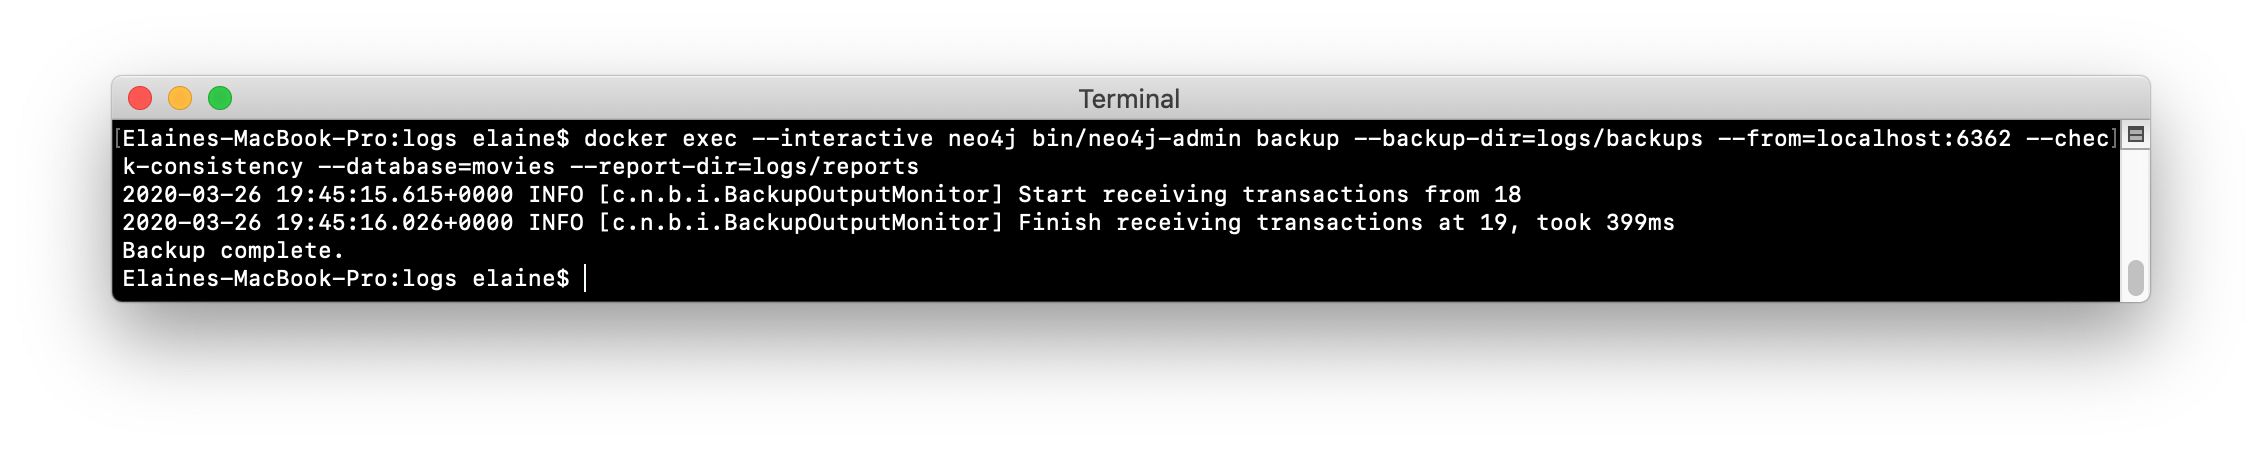 Terminal
[Elaines-MacBook-Pro:logs elaine$ docker exec --interactive neo4j bin/neo4j-admin backup --backup-dir=logs/backups --from=localhost:6362 --chec]
k-consistency --database=movies --report-dir=logs/reports
2020-03-26 19:45:15.615+0000 INFO [c.n.b.i.BackupOutputMonitor] Start receiving transactions from 18
2020-03-26 19:45:16.026+0000 INFO [c.n.b.i.BackupOutputMonitor] Finish receiving transactions at 19, took 399ms
Backup complete.
Elaines-MacBook-Pro:logs elaine$